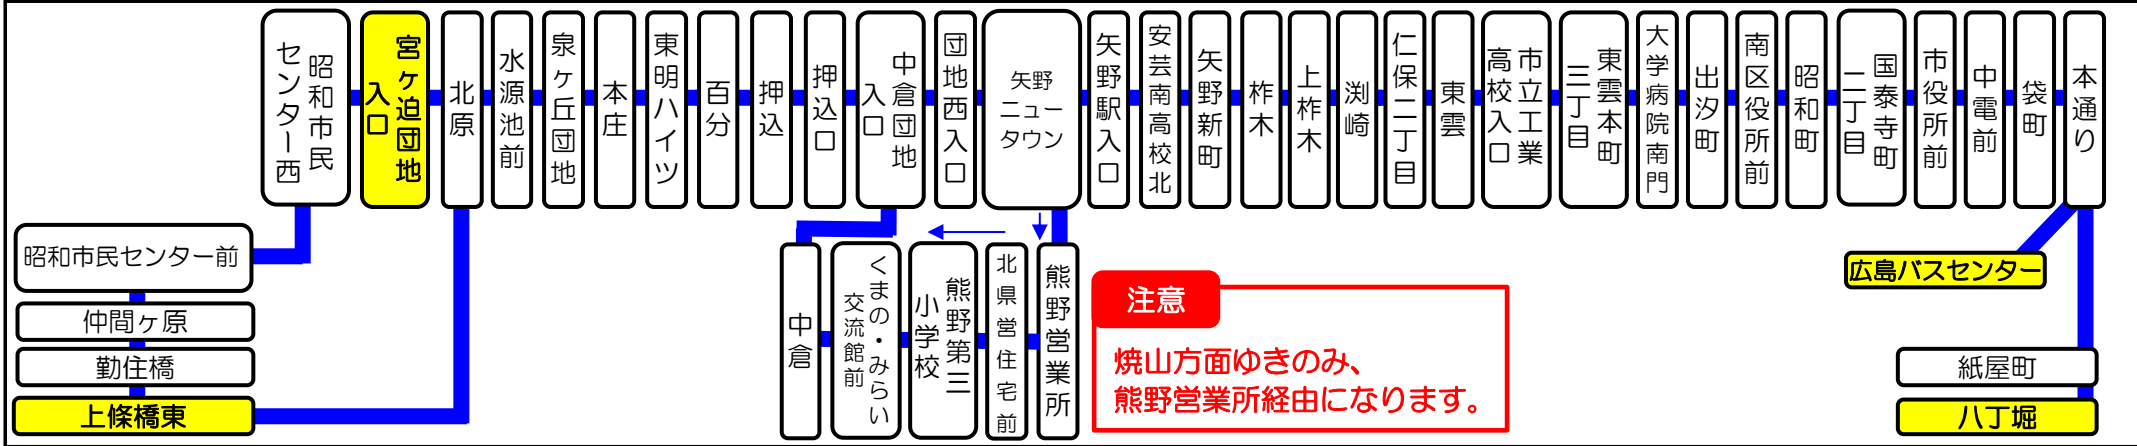 昭和市民
センター西
宮ヶ迫団地
入口
北原
水源池前
泉ヶ丘団地
本庄
東明ハイツ
百分
押込
押込口
中倉団地
入口
団地西入口
矢野
ニュー
タウン
矢野駅入口
安芸南高校北
矢野新町
柞木
上柞木
渕崎
仁保二丁目
東雲
市立工業
高校入口
東雲本町
三丁目
大学病院南門
出汐町
南区役所前
昭和町
国泰寺町
二丁目
市役所前
中電前
袋町
本通り
昭和市民センター前
仲間ヶ原
勤住橋
上條橋東
中倉
くまの・みらい
交流館前
熊野第三
小学校
北県営住宅前
熊野営業所
注意
焼山方面ゆきのみ、
熊野営業所経由になります。
広島バスセンター
紙屋町
八丁堀